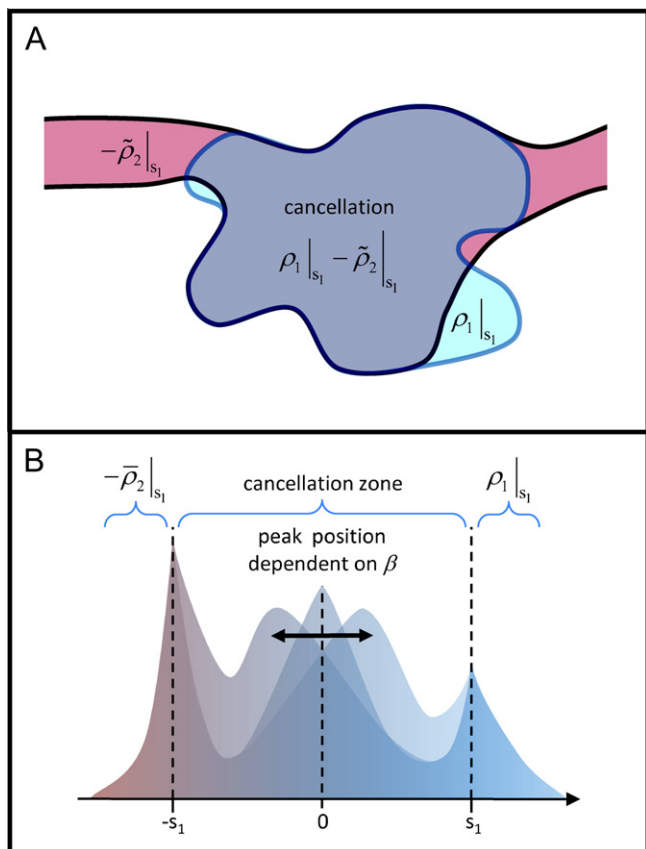 A
−ρ̃₂|s₁
cancellation
ρ₁|s₁ − ρ̃₂|s₁
ρ₁|s₁
B
−ρ̄₂|s₁
cancellation zone
ρ₁|s₁
peak position
dependent on β
-s₁ 0 s₁